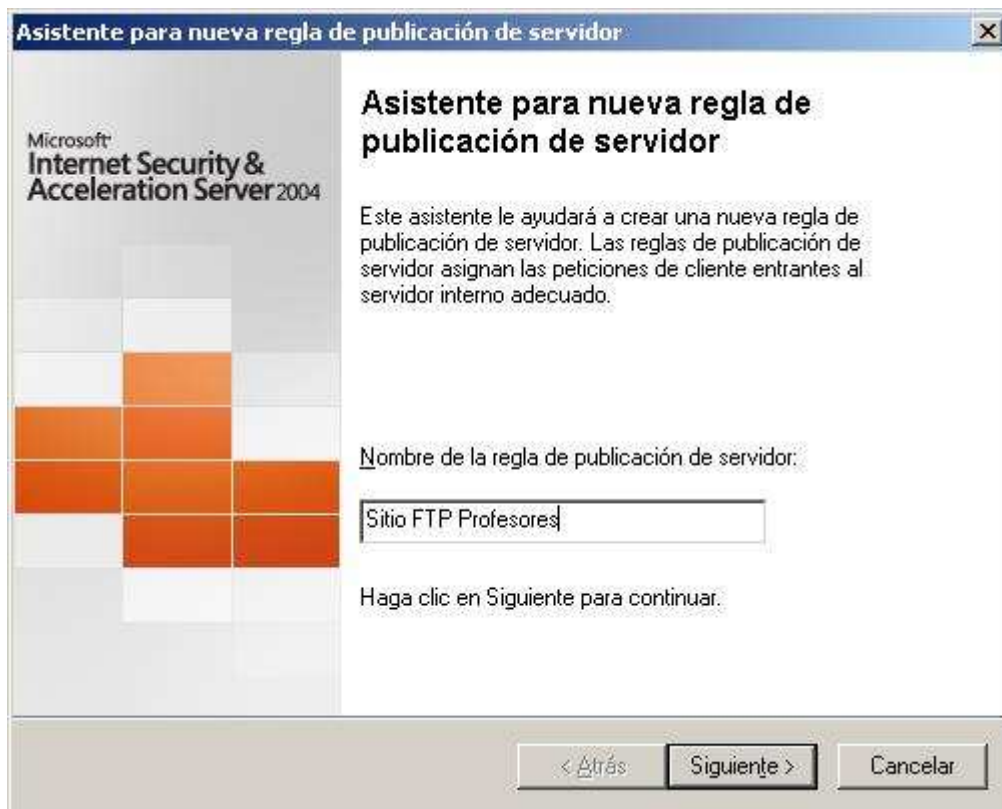 Asistente para nueva regla de publicación de servidor
Microsoft
Internet Security &
Acceleration Server 2004
Asistente para nueva regla de
publicación de servidor
Este asistente le ayudará a crear una nueva regla de
publicación de servidor. Las reglas de publicación de
servidor asignan las peticiones de cliente entrantes al
servidor interno adecuado.
Nombre de la regla de publicación de servidor:
Sitio FTP Profesores
Haga clic en Siguiente para continuar.
< Atrás
Siguiente >
Cancelar